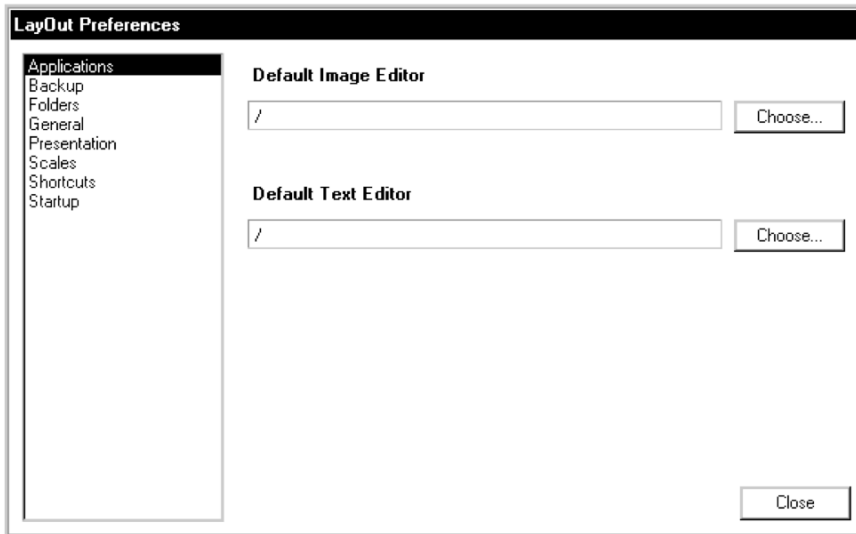 LayOut Preferences
Applications
Backup
Folders
General
Presentation
Scales
Shortcuts
Startup
Default Image Editor
/
Choose...
Default Text Editor
/
Choose...
Close